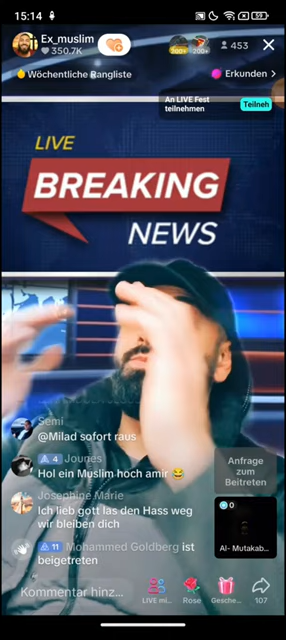 15:14
59
Ex_muslim
350.7K
200+
200+
453
Wöchentliche Rangliste
Erkunden >
An LIVE Fest
teilnehmen
Teilneh
LIVE
BREAKING
NEWS
Semi
@Milad sofort raus
4 Jounes
Hol ein Muslim hoch amir 😂
Josephine Marie
Ich lieb gott las den Hass weg
wir bleiben dich
11 Mohammed Goldberg ist
beigetreten
Anfrage
zum
Beitreten
0
Al- Mutakab...
Kommentar hinz...
LIVE mi...
Rose
Gesche...
107